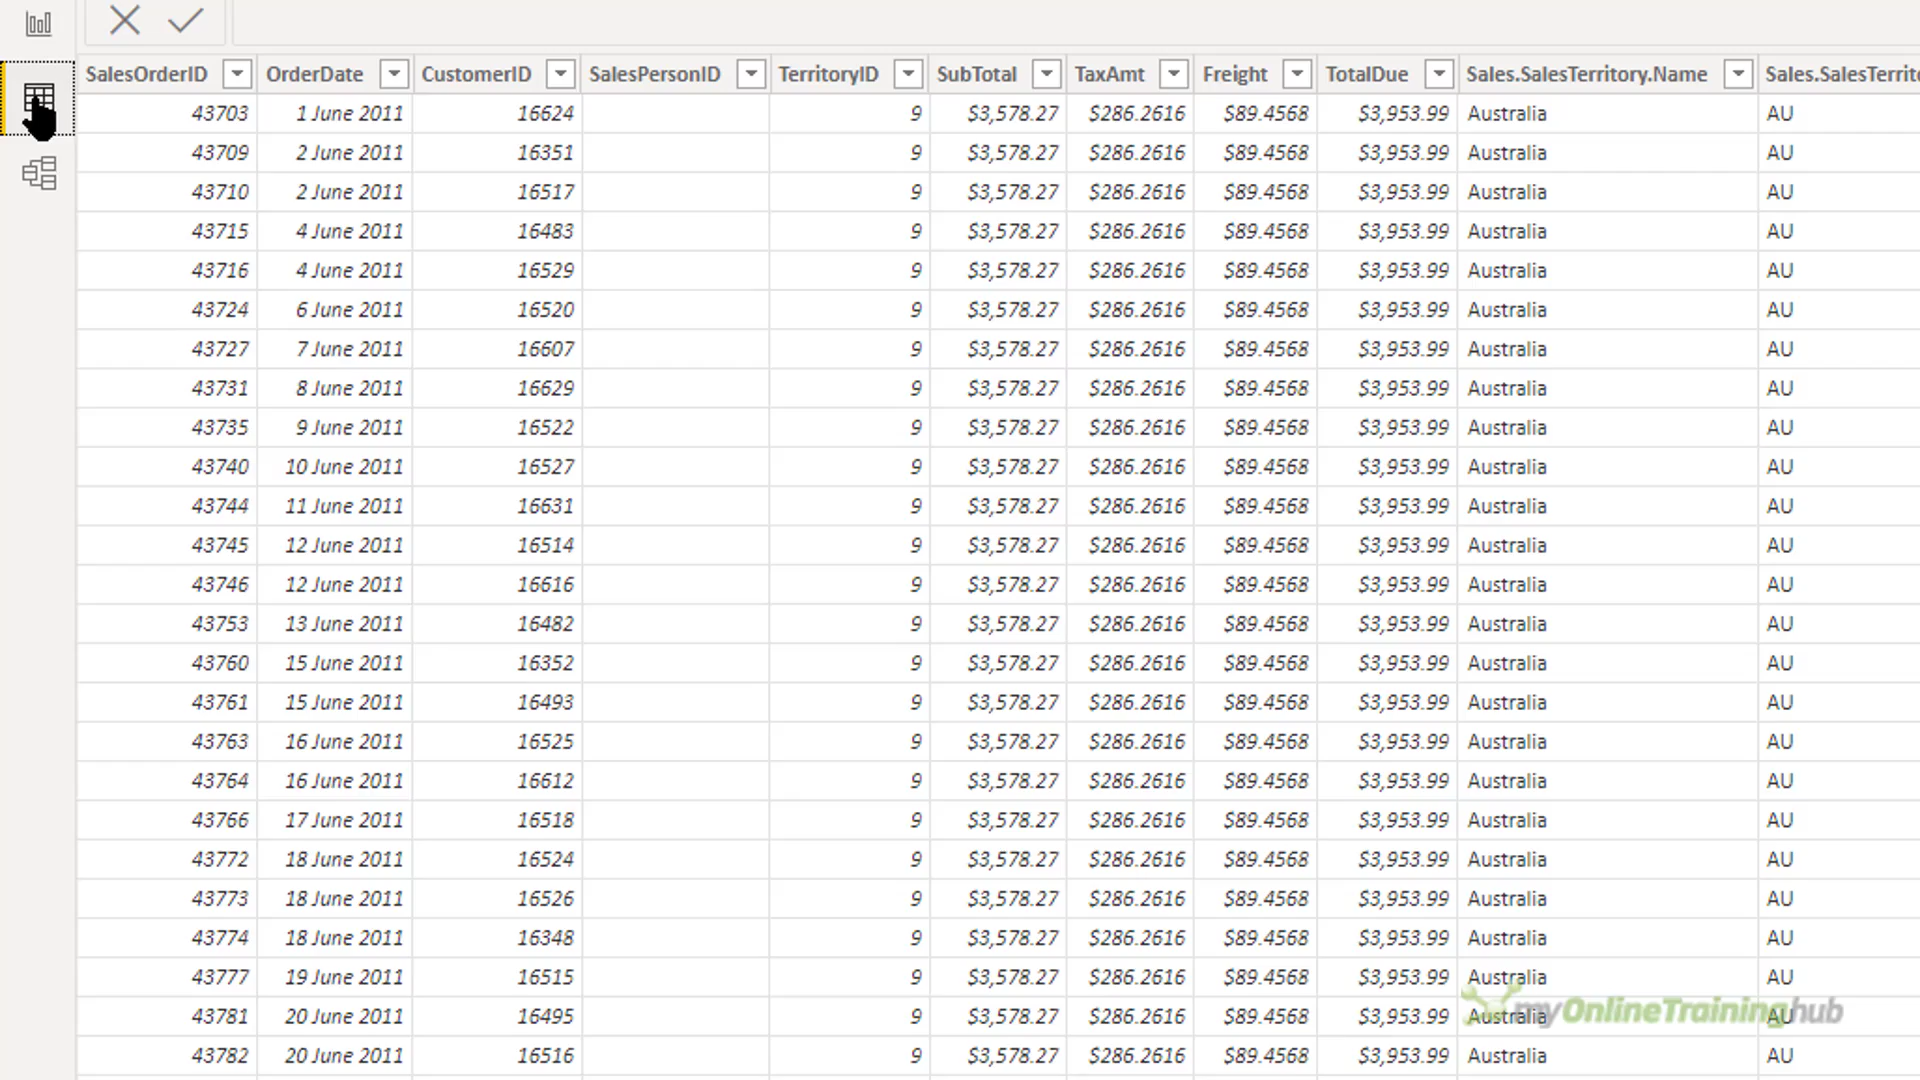 SalesOrderID OrderDate CustomerID SalesPersonID TerritoryID SubTotal TaxAmt Freight TotalDue Sales.SalesTerritory.Name Sales.SalesTerrito
43703 1 June 2011 16624 9 $3,578.27 $286.2616 $89.4568 $3,953.99 Australia AU
43709 2 June 2011 16351 9 $3,578.27 $286.2616 $89.4568 $3,953.99 Australia AU
43710 2 June 2011 16517 9 $3,578.27 $286.2616 $89.4568 $3,953.99 Australia AU
43715 4 June 2011 16483 9 $3,578.27 $286.2616 $89.4568 $3,953.99 Australia AU
43716 4 June 2011 16529 9 $3,578.27 $286.2616 $89.4568 $3,953.99 Australia AU
43724 6 June 2011 16520 9 $3,578.27 $286.2616 $89.4568 $3,953.99 Australia AU
43727 7 June 2011 16607 9 $3,578.27 $286.2616 $89.4568 $3,953.99 Australia AU
43731 8 June 2011 16629 9 $3,578.27 $286.2616 $89.4568 $3,953.99 Australia AU
43735 9 June 2011 16522 9 $3,578.27 $286.2616 $89.4568 $3,953.99 Australia AU
43740 10 June 2011 16527 9 $3,578.27 $286.2616 $89.4568 $3,953.99 Australia AU
43744 11 June 2011 16631 9 $3,578.27 $286.2616 $89.4568 $3,953.99 Australia AU
43745 12 June 2011 16514 9 $3,578.27 $286.2616 $89.4568 $3,953.99 Australia AU
43746 12 June 2011 16616 9 $3,578.27 $286.2616 $89.4568 $3,953.99 Australia AU
43753 13 June 2011 16482 9 $3,578.27 $286.2616 $89.4568 $3,953.99 Australia AU
43760 15 June 2011 16352 9 $3,578.27 $286.2616 $89.4568 $3,953.99 Australia AU
43761 15 June 2011 16493 9 $3,578.27 $286.2616 $89.4568 $3,953.99 Australia AU
43763 16 June 2011 16525 9 $3,578.27 $286.2616 $89.4568 $3,953.99 Australia AU
43764 16 June 2011 16612 9 $3,578.27 $286.2616 $89.4568 $3,953.99 Australia AU
43766 17 June 2011 16518 9 $3,578.27 $286.2616 $89.4568 $3,953.99 Australia AU
43772 18 June 2011 16524 9 $3,578.27 $286.2616 $89.4568 $3,953.99 Australia AU
43773 18 June 2011 16526 9 $3,578.27 $286.2616 $89.4568 $3,953.99 Australia AU
43774 18 June 2011 16348 9 $3,578.27 $286.2616 $89.4568 $3,953.99 Australia AU
43777 19 June 2011 16515 9 $3,578.27 $286.2616 $89.4568 $3,953.99 Australia AU
43781 20 June 2011 16495 9 $3,578.27 $286.2616 $89.4568 $3,953.99 Australia AU
myOnlineTraininghub
43782 20 June 2011 16516 9 $3,578.27 $286.2616 $89.4568 $3,953.99 Australia AU